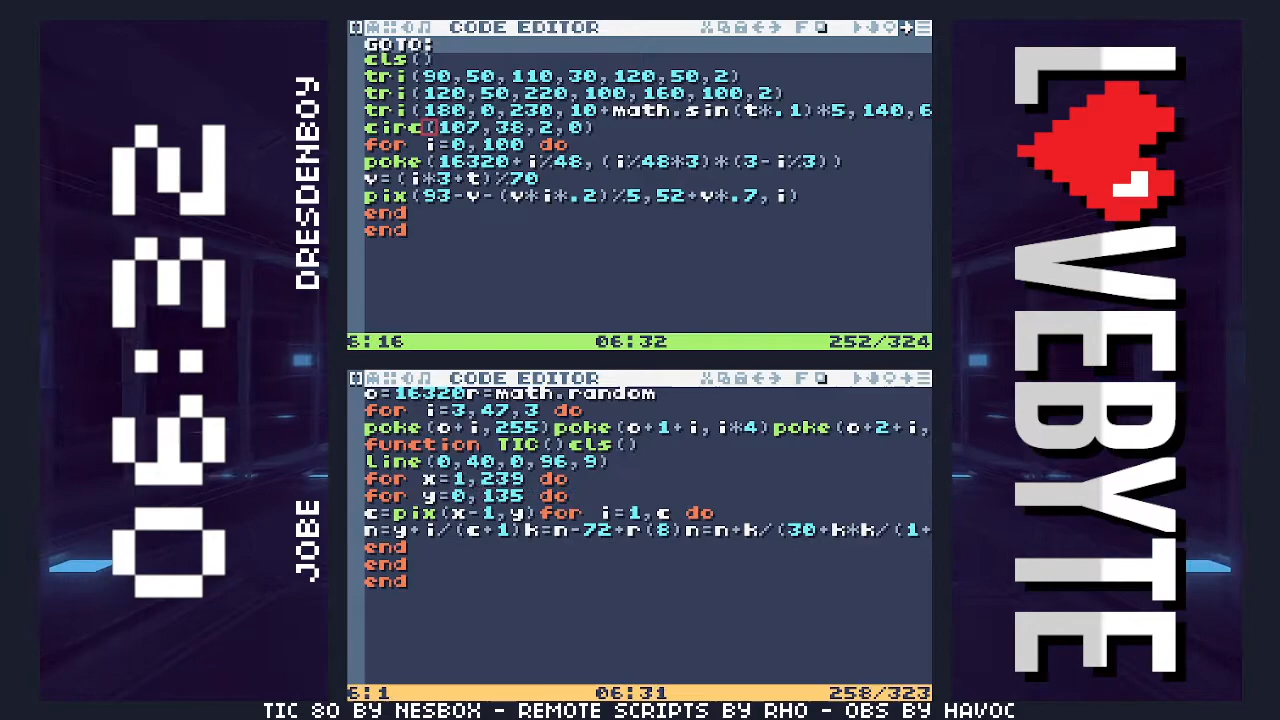 06:32
DRESDENBOY
JOBE
CODE EDITOR
GOTO:
cls()
tri(90,50,110,30,120,50,2)
tri(120,50,220,100,160,100,2)
tri(180,0,230,10+math.sin(t*.1)*5,140,6
circ(107,38,2,0)
for i=0,100 do
poke(16320+i%48,(i%48*3)*(3-i%3))
v=(i*3+t)%70
pix(93-v-(v*i*.2)%5,52+v*.7,i)
end
end
8:16 06:32 252/324
CODE EDITOR
o=16320r=math.random
for i=3,47,3 do
poke(o+i,255)poke(o+1+i,i*4)poke(o+2+i,
function TIC()cls()
line(0,40,0,96,9)
for x=1,239 do
for y=0,135 do
c=pix(x-1,y)for i=1,c do
n=y+i/(c+1)k=n-72+r(8)n=n+k/(30+k*k/(1+
end
end
end
8:1 06:31 258/323
LOVEBYTE
TIC 80 BY NESBOX - REMOTE SCRIPTS BY RHO - OBS BY HAVOC